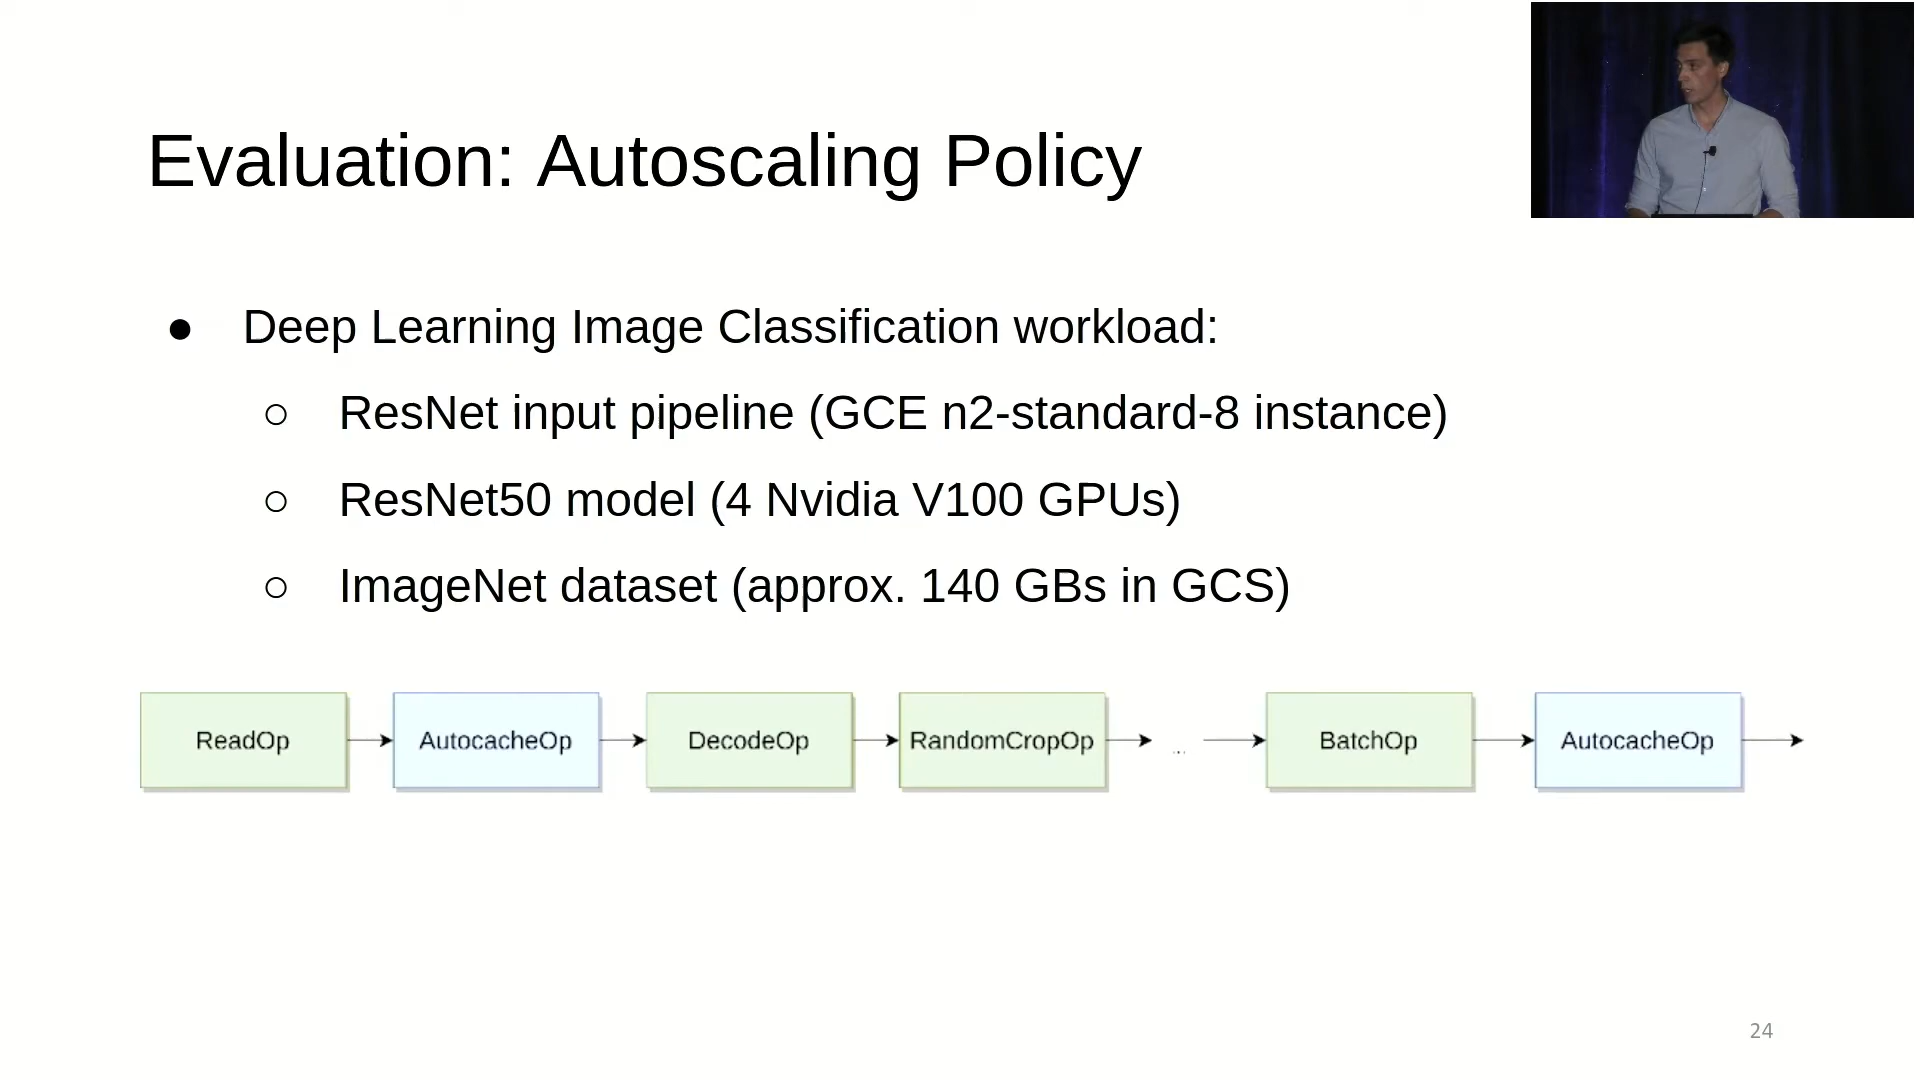 Evaluation: Autoscaling Policy
● Deep Learning Image Classification workload:
○ ResNet input pipeline (GCE n2-standard-8 instance)
○ ResNet50 model (4 Nvidia V100 GPUs)
○ ImageNet dataset (approx. 140 GBs in GCS)
ReadOp AutocacheOp DecodeOp RandomCropOp ... BatchOp AutocacheOp
24